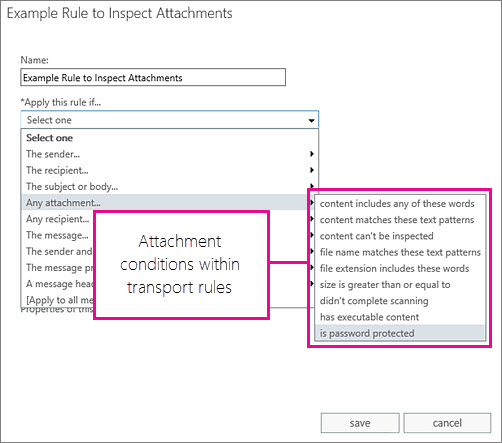 Example Rule to Inspect Attachments
Name:
Example Rule to Inspect Attachments
*Apply this rule if...
Select one
Select one
The sender...
The recipient...
The subject or body...
Any attachment...
Any recipient...
The message...
The sender and
The message pr
A message head
[Apply to all me
Properties of this
Attachment
conditions within
transport rules
content includes any of these words
content matches these text patterns
content can't be inspected
file name matches these text patterns
file extension includes these words
size is greater than or equal to
didn't complete scanning
has executable content
is password protected
save
cancel